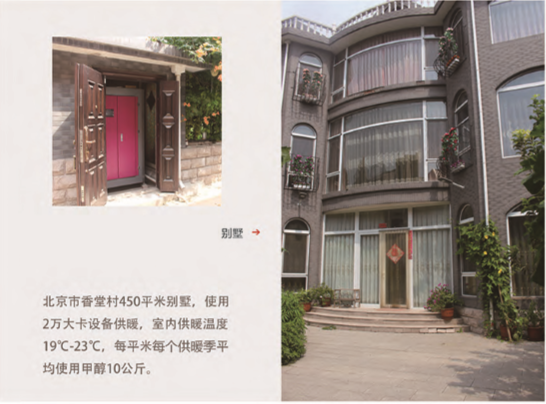 别墅 →
北京市香堂村450平米别墅，使用
2万大卡设备供暖，室内供暖温度
19℃-23℃，每平米每个供暖季平
均使用甲醇10公斤。